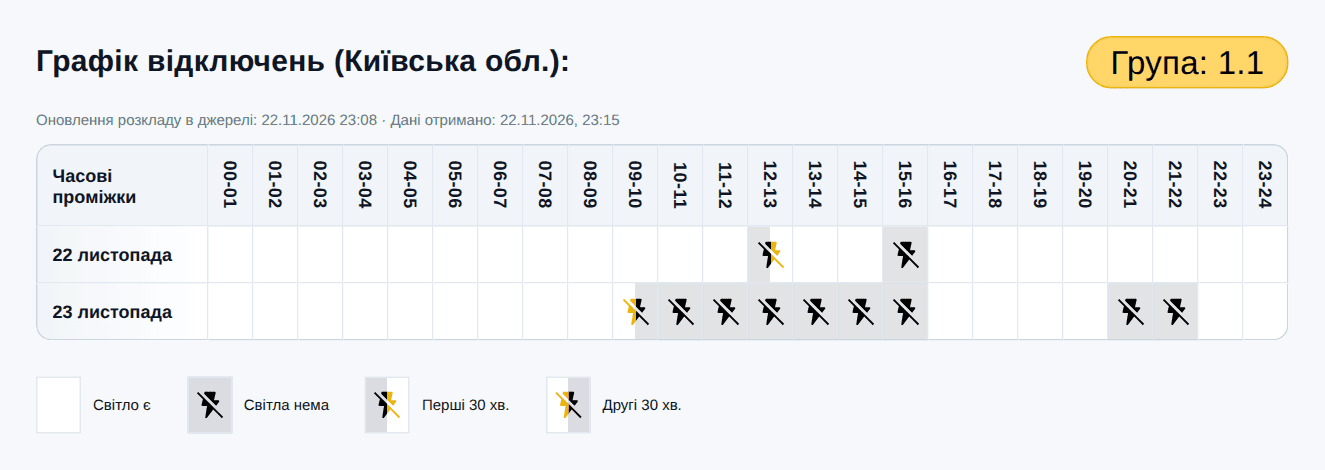 Графік відключень (Київська обл.):
Група: 1.1
Оновлення розкладу в джерелі: 22.11.2026 23:08 · Дані отримано: 22.11.2026, 23:15
Часові
проміжки
00-01
01-02
02-03
03-04
04-05
05-06
06-07
07-08
08-09
09-10
10-11
11-12
12-13
13-14
14-15
15-16
16-17
17-18
18-19
19-20
20-21
21-22
22-23
23-24
22 листопада
23 листопада
Світло є
Світла нема
Перші 30 хв.
Другі 30 хв.